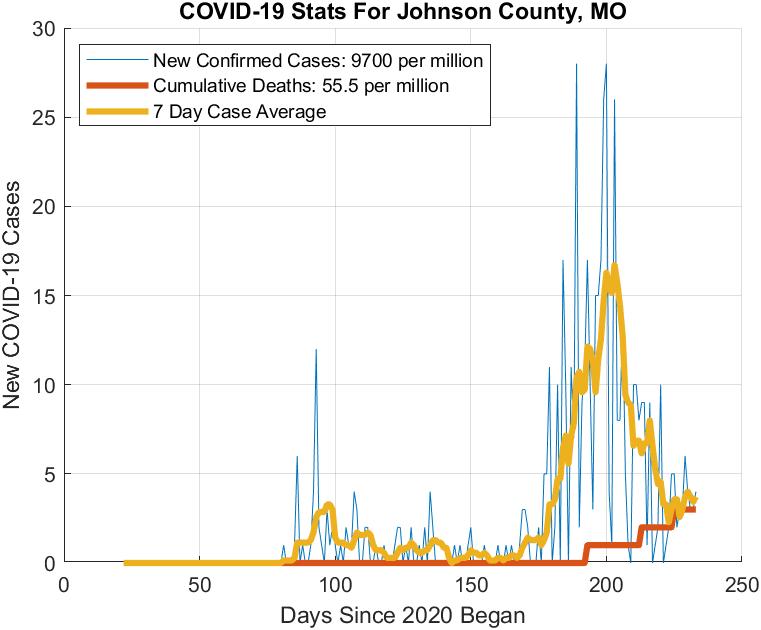 COVID-19 Stats For Johnson County, MO
30
25
20
15
10
5
0
New COVID-19 Cases
New Confirmed Cases: 9700 per million
Cumulative Deaths: 55.5 per million
7 Day Case Average
0 50 100 150 200 250
Days Since 2020 Began